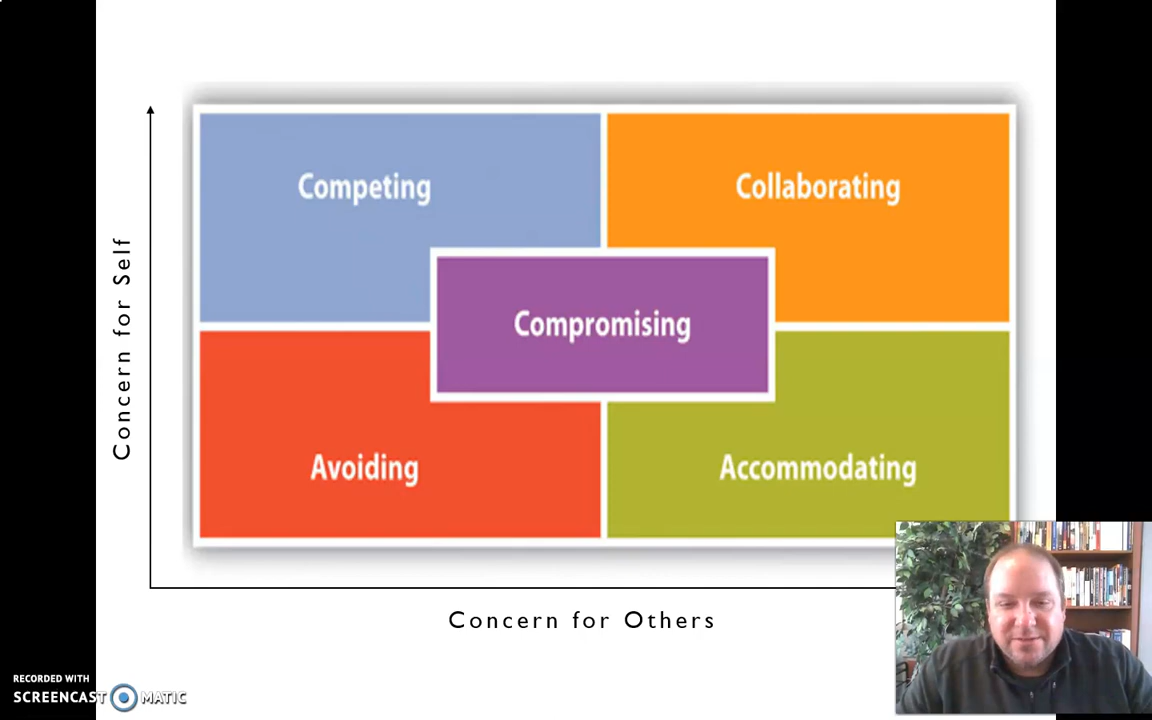 Competing
Collaborating
Concern for Self
Compromising
Avoiding
Accommodating
Concern for Others
RECORDED WITH
SCREENCAST MATIC